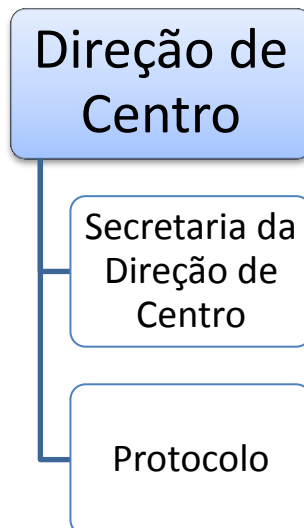 Direção de
Centro
Secretaria da
Direção de
Centro
Protocolo